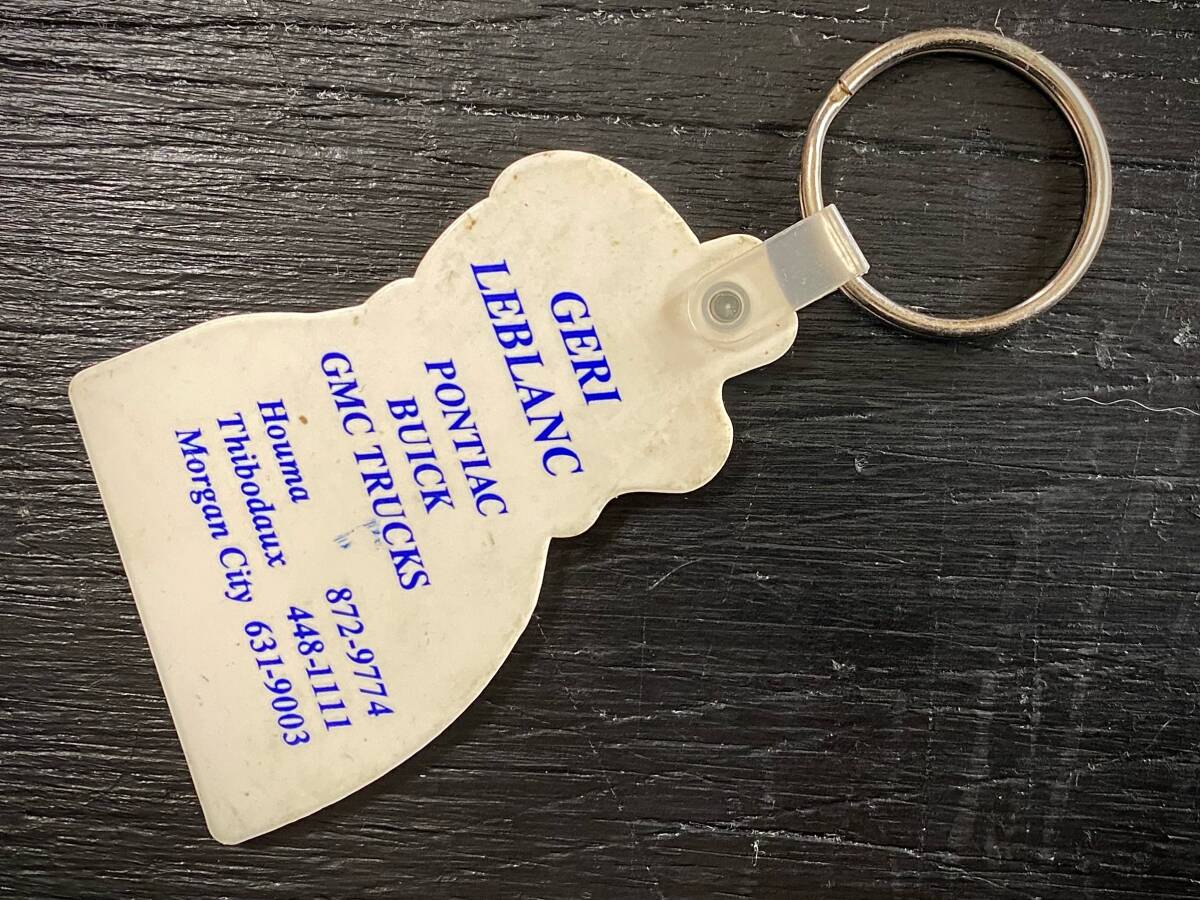 GERI
LEBLANC
PONTIAC
BUICK
GMC TRUCKS
Houma 872-9774
Thibodaux 448-1111
Morgan City 631-9003